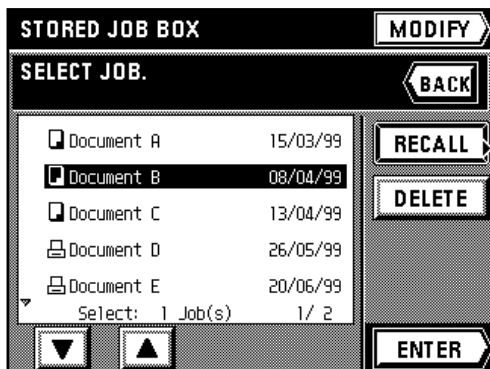 STORED JOB BOX MODIFY
SELECT JOB.
BACK
Document A 15/03/99
RECALL
Document B 08/04/99
DELETE
Document C 13/04/99
Document D 26/05/99
Document E 20/06/99
Select: 1 Job(s) 1/ 2
ENTER